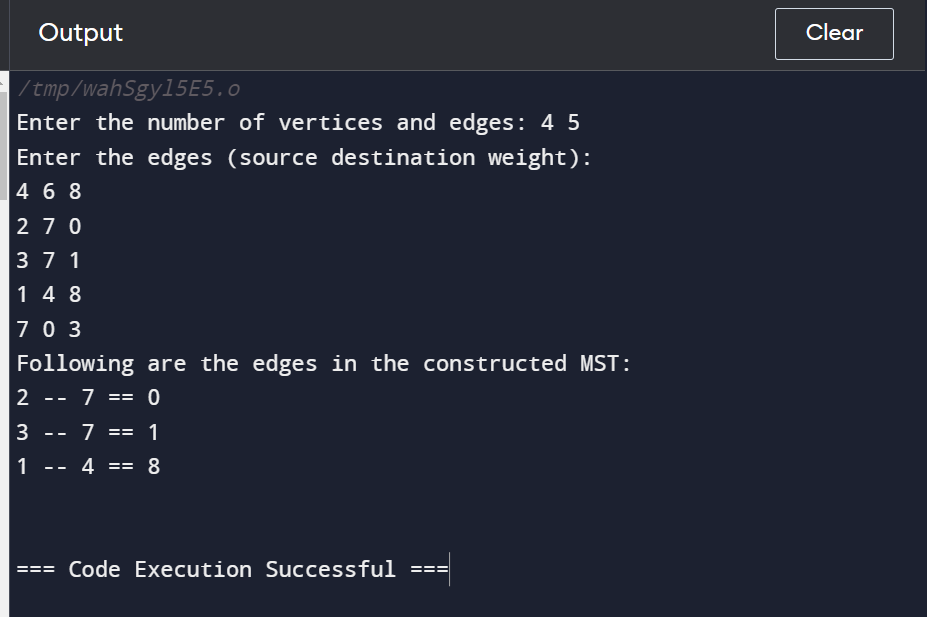 Output
Clear
/tmp/wahSgyl5E5.o
Enter the number of vertices and edges: 4 5
Enter the edges (source destination weight):
4 6 8
2 7 0
3 7 1
1 4 8
7 0 3
Following are the edges in the constructed MST:
2 -- 7 == 0
3 -- 7 == 1
1 -- 4 == 8
=== Code Execution Successful ===